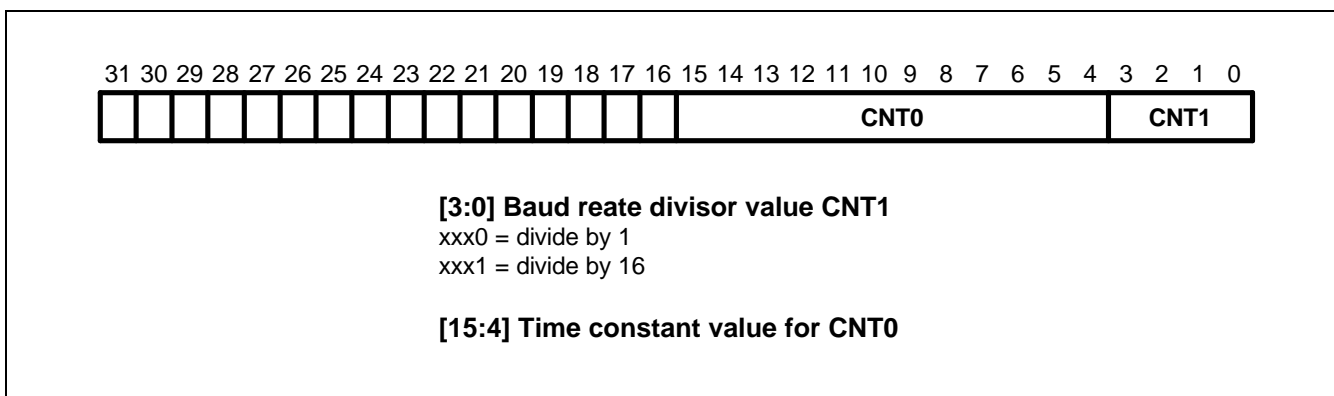 31 30 29 28 27 26 25 24 23 22 21 20 19 18 17 16 15 14 13 12 11 10 9 8 7 6 5 4 3 2 1 0
CNT0 CNT1
[3:0] Baud reate divisor value CNT1
xxx0 = divide by 1
xxx1 = divide by 16
[15:4] Time constant value for CNT0